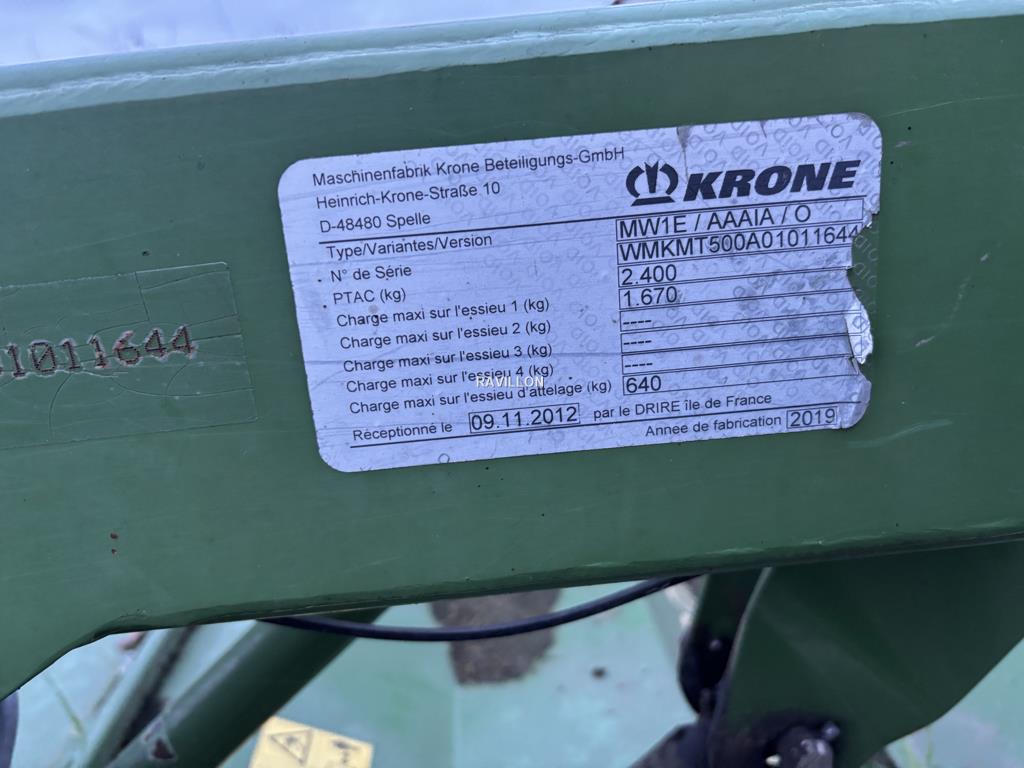 Maschinenfabrik Krone Beteiligungs-GmbH
Heinrich-Krone-Straße 10
D-48480 Spelle
KRONE
Type/Variantes/Version MW1E / AAAIA / O
N° de Série WMKMT500A01011644
PTAC (kg) 2.400
Charge maxi sur l'essieu 1 (kg) 1.670
Charge maxi sur l'essieu 2 (kg) ----
Charge maxi sur l'essieu 3 (kg) ----
Charge maxi sur l'essieu 4 (kg) ----
Charge maxi sur l'essieu d'attelage (kg) 640
Réceptionné le 09.11.2012 par le DRIRE île de France
Annee de fabrication 2019
1011644
RAVILLON